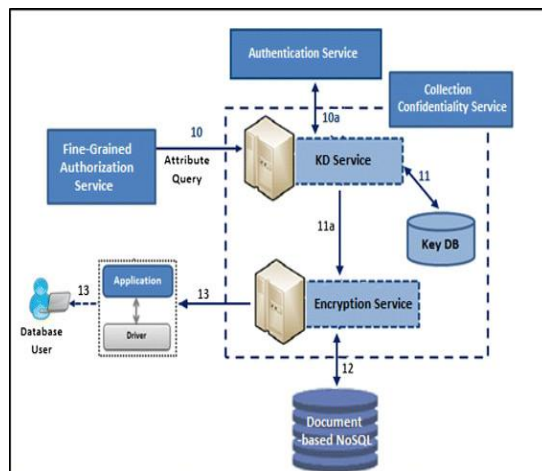 Authentication Service
Collection
Confidentiality Service
10a
10
Fine-Grained
Authorization
Service
Attribute
Query
KD Service
11
Key DB
11a
Application
Driver
13
13
Database
User
Encryption Service
12
Document
-based NoSQL